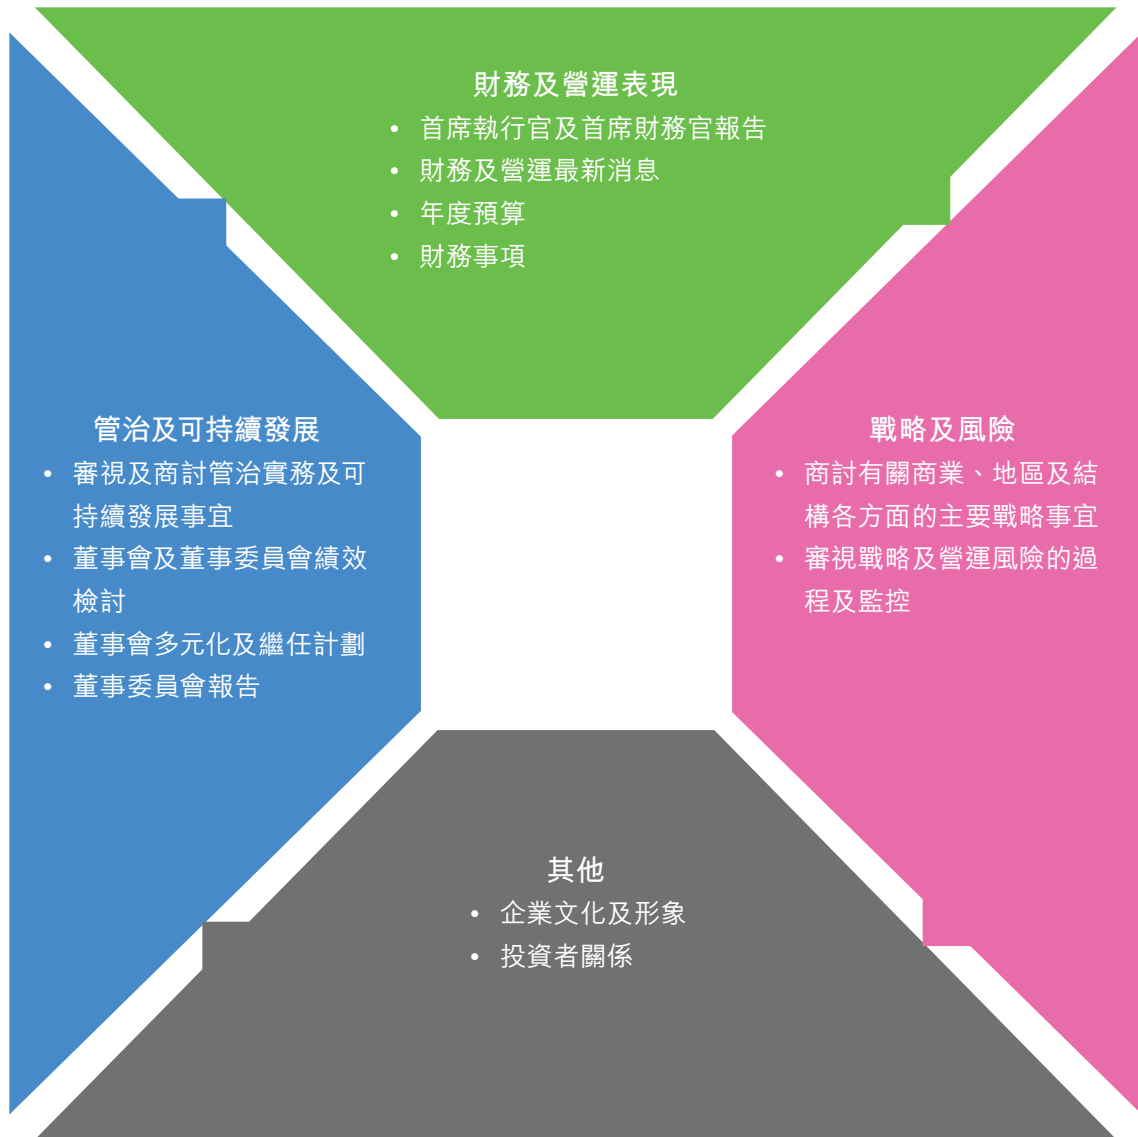 財務及營運表現
• 首席執行官及首席財務官報告
• 財務及營運最新消息
• 年度預算
• 財務事項
管治及可持續發展
• 審視及商討管治實務及可
持續發展事宜
• 董事會及董事委員會績效
檢討
• 董事會多元化及繼任計劃
• 董事委員會報告
戰略及風險
• 商討有關商業、地區及結
構各方面的主要戰略事宜
• 審視戰略及營運風險的過
程及監控
其他
• 企業文化及形象
• 投資者關係